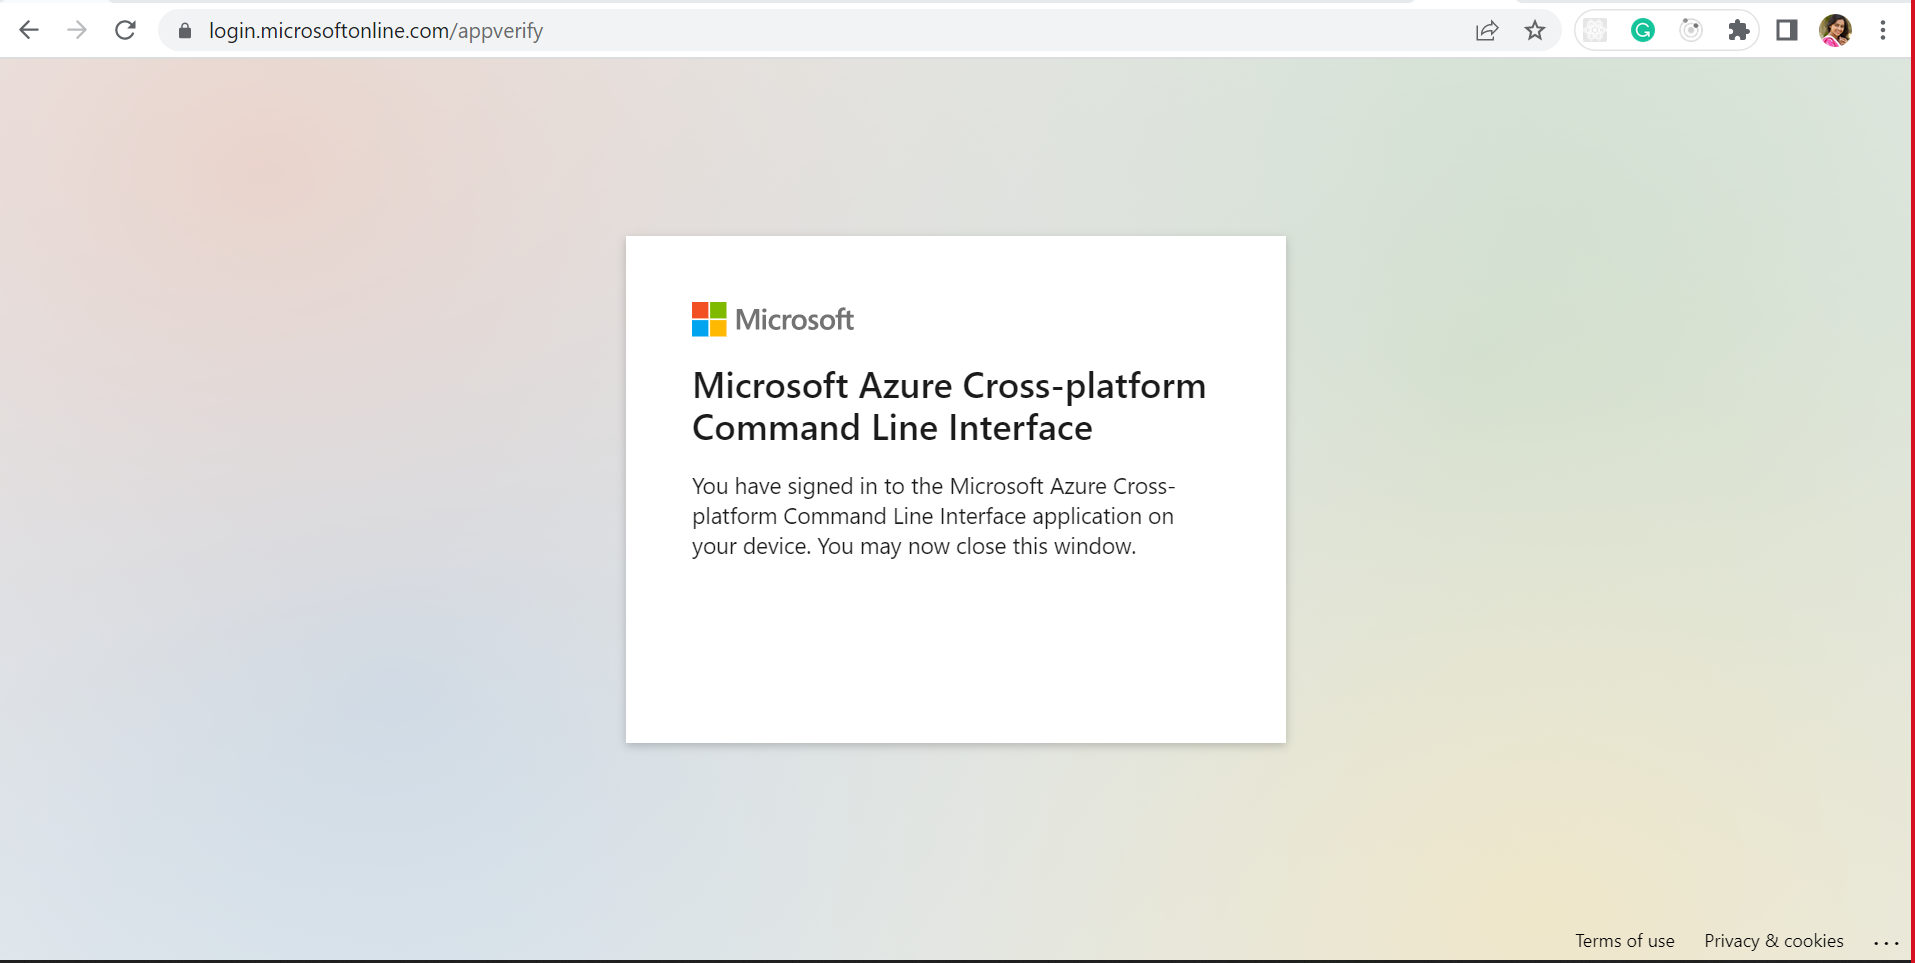 login.microsoftonline.com/appverify
Microsoft
Microsoft Azure Cross-platform
Command Line Interface
You have signed in to the Microsoft Azure Cross-
platform Command Line Interface application on
your device. You may now close this window.
Terms of use Privacy & cookies ...